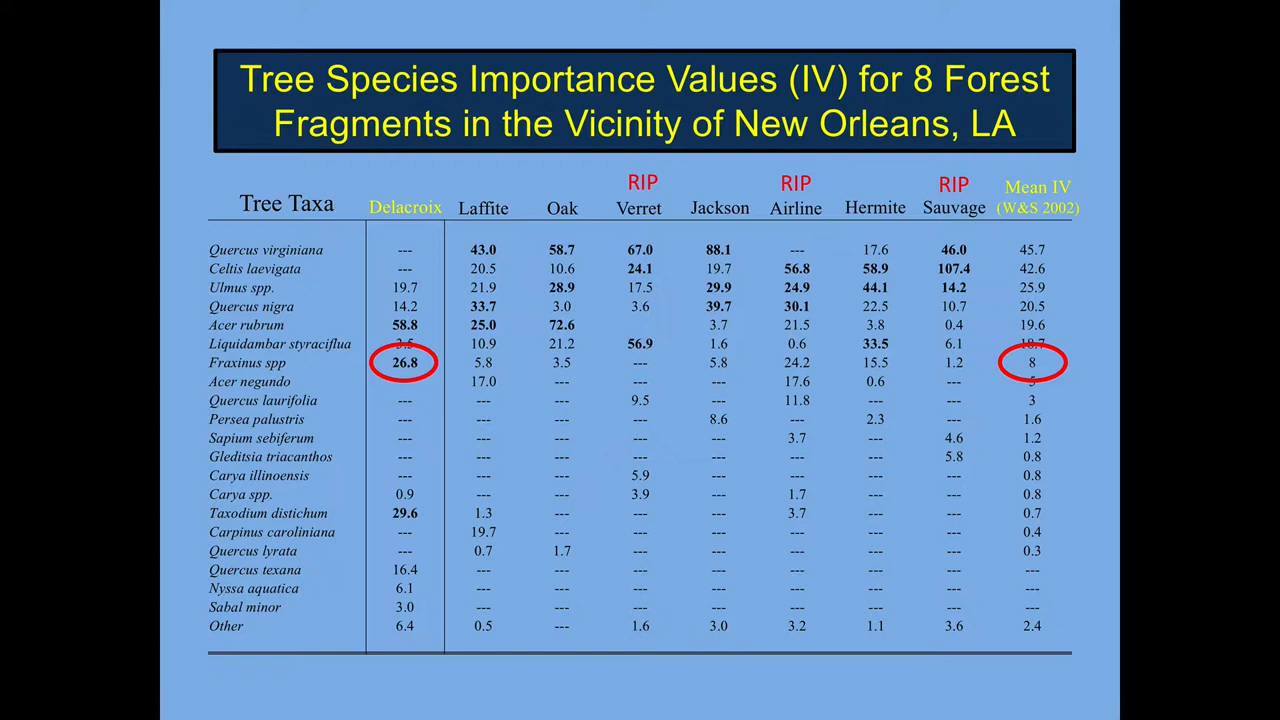 Tree Species Importance Values (IV) for 8 Forest
Fragments in the Vicinity of New Orleans, LA
RIP RIP RIP Mean IV
Tree Taxa Delacroix Laffite Oak Verret Jackson Airline Hermite Sauvage (W&S 2002)
Quercus virginiana --- 43.0 58.7 67.0 88.1 --- 17.6 46.0 45.7
Celtis laevigata --- 20.5 10.6 24.1 19.7 56.8 58.9 107.4 42.6
Ulmus spp. 19.7 21.9 28.9 17.5 29.9 24.9 44.1 14.2 25.9
Quercus nigra 14.2 33.7 3.0 3.6 39.7 30.1 22.5 10.7 20.5
Acer rubrum 58.8 25.0 72.6 3.7 21.5 3.8 0.4 19.6
Liquidambar styraciflua 3.5 10.9 21.2 56.9 1.6 0.6 33.5 6.1 18.7
Fraxinus spp 26.8 5.8 3.5 --- 5.8 24.2 15.5 1.2 8
Acer negundo 17.0 --- --- --- 17.6 0.6 --- 5
Quercus laurifolia --- --- --- 9.5 --- 11.8 --- --- 3
Persea palustris --- --- --- --- 8.6 --- 2.3 --- 1.6
Sapium sebiferum --- --- --- --- --- 3.7 --- 4.6 1.2
Gleditsia triacanthos --- --- --- --- --- --- --- 5.8 0.8
Carya illinoensis --- --- --- 5.9 --- --- --- --- 0.8
Carya spp. 0.9 --- --- 3.9 --- 1.7 --- --- 0.8
Taxodium distichum 29.6 1.3 --- --- --- 3.7 --- --- 0.7
Carpinus caroliniana --- 19.7 --- --- --- --- --- --- 0.4
Quercus lyrata --- 0.7 1.7 --- --- --- --- --- 0.3
Quercus texana 16.4 --- --- --- --- --- --- --- ---
Nyssa aquatica 6.1 --- --- --- --- --- --- --- ---
Sabal minor 3.0 --- --- --- --- --- --- --- ---
Other 6.4 0.5 --- 1.6 3.0 3.2 1.1 3.6 2.4